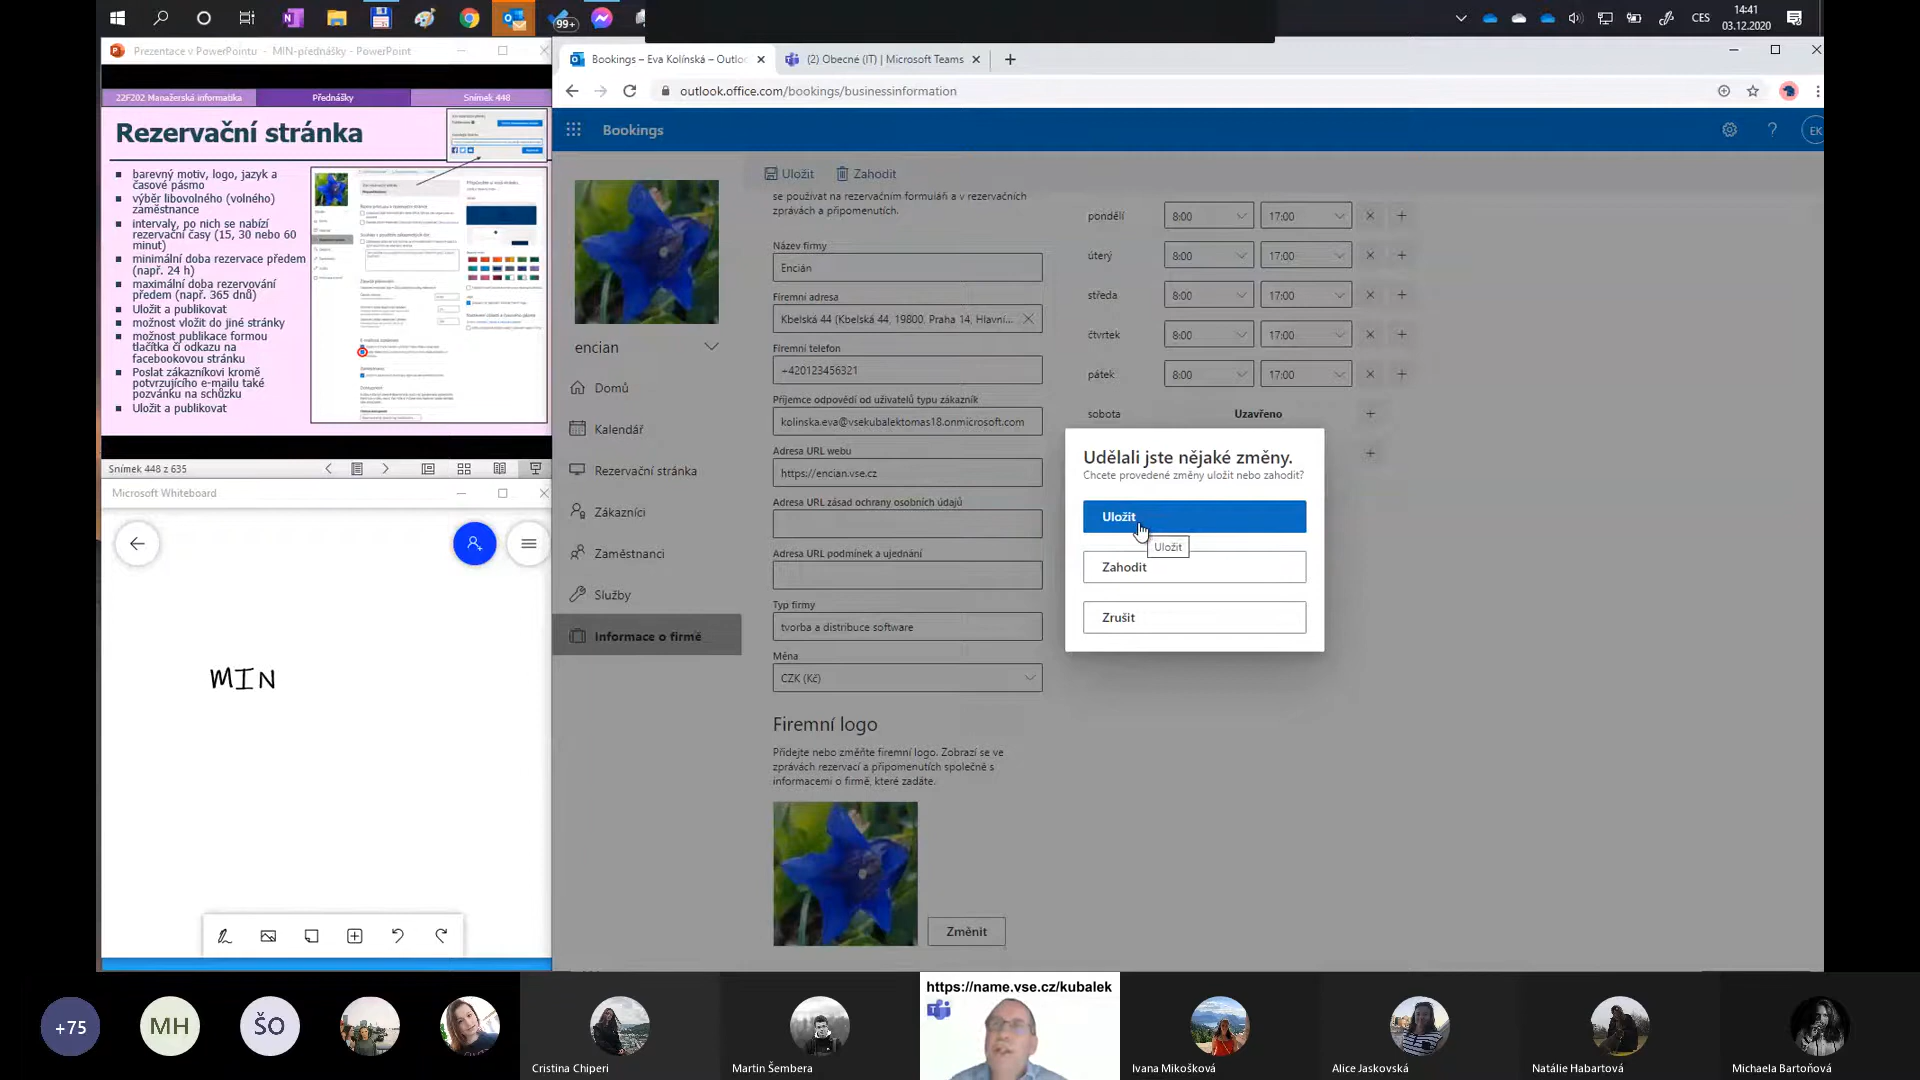 14:41
CES
03.12.2020
99+
Prezentace v PowerPointu - MIN-přednášky - PowerPoint
22F202 Manažerská informatika
Přednášky
Snímek 448
Rezervační stránka
barevný motiv, logo, jazyk a
časové pásmo
výběr libovolného (volného)
zaměstnance
intervaly, po nich se nabízí
rezervační časy (15, 30 nebo 60
minut)
minimální doba rezervace předem
(např. 24 h)
maximální doba rezervování
předem (např. 365 dnů)
Uložit a publikovat
možnost vložit do jiné stránky
možnost publikace formou
tlačítka či odkazu na
facebookovou stránku
Poslat zákazníkovi kromě
potvrzujícího e-mailu také
pozvánku na schůzku
Uložit a publikovat
Snímek 448 z 635
Microsoft Whiteboard
MIN
Bookings – Eva Kolínská – Outlo
(2) Obecné (IT) | Microsoft Teams
outlook.office.com/bookings/businessinformation
Bookings
EK
encian
Domů
Kalendář
Rezervační stránka
Zákazníci
Zaměstnanci
Služby
Informace o firmě
Uložit
Zahodit
se používat na rezervačním formuláři a v rezervačních
zprávách a připomenutích.
Název firmy
Encián
Firemní adresa
Kbelská 44 (Kbelská 44, 19800, Praha 14, Hlavní...
Firemní telefon
+420123456321
Příjemce odpovědí od uživatelů typu zákazník
kolinska.eva@vsekubalektomas18.onmicrosoft.com
Adresa URL webu
https://encian.vse.cz
Adresa URL zásad ochrany osobních údajů
Adresa URL podmínek a ujednání
Typ firmy
tvorba a distribuce software
Měna
CZK (Kč)
Firemní logo
Přidejte nebo změňte firemní logo. Zobrazí se ve
zprávách rezervací a připomenutích společně s
informacemi o firmě, které zadáte.
Změnit
pondělí 8:00 17:00
úterý 8:00 17:00
středa 8:00 17:00
čtvrtek 8:00 17:00
pátek 8:00 17:00
sobota Uzavřeno
Udělali jste nějaké změny.
Chcete provedené změny uložit nebo zahodit?
Uložit
Uložit
Zahodit
Zrušit
+75
MH
ŠO
Cristina Chiperi
Martin Šembera
https://name.vse.cz/kubalek
Ivana Mikošková
Alice Jaskovská
Natálie Habartová
Michaela Bartoňová